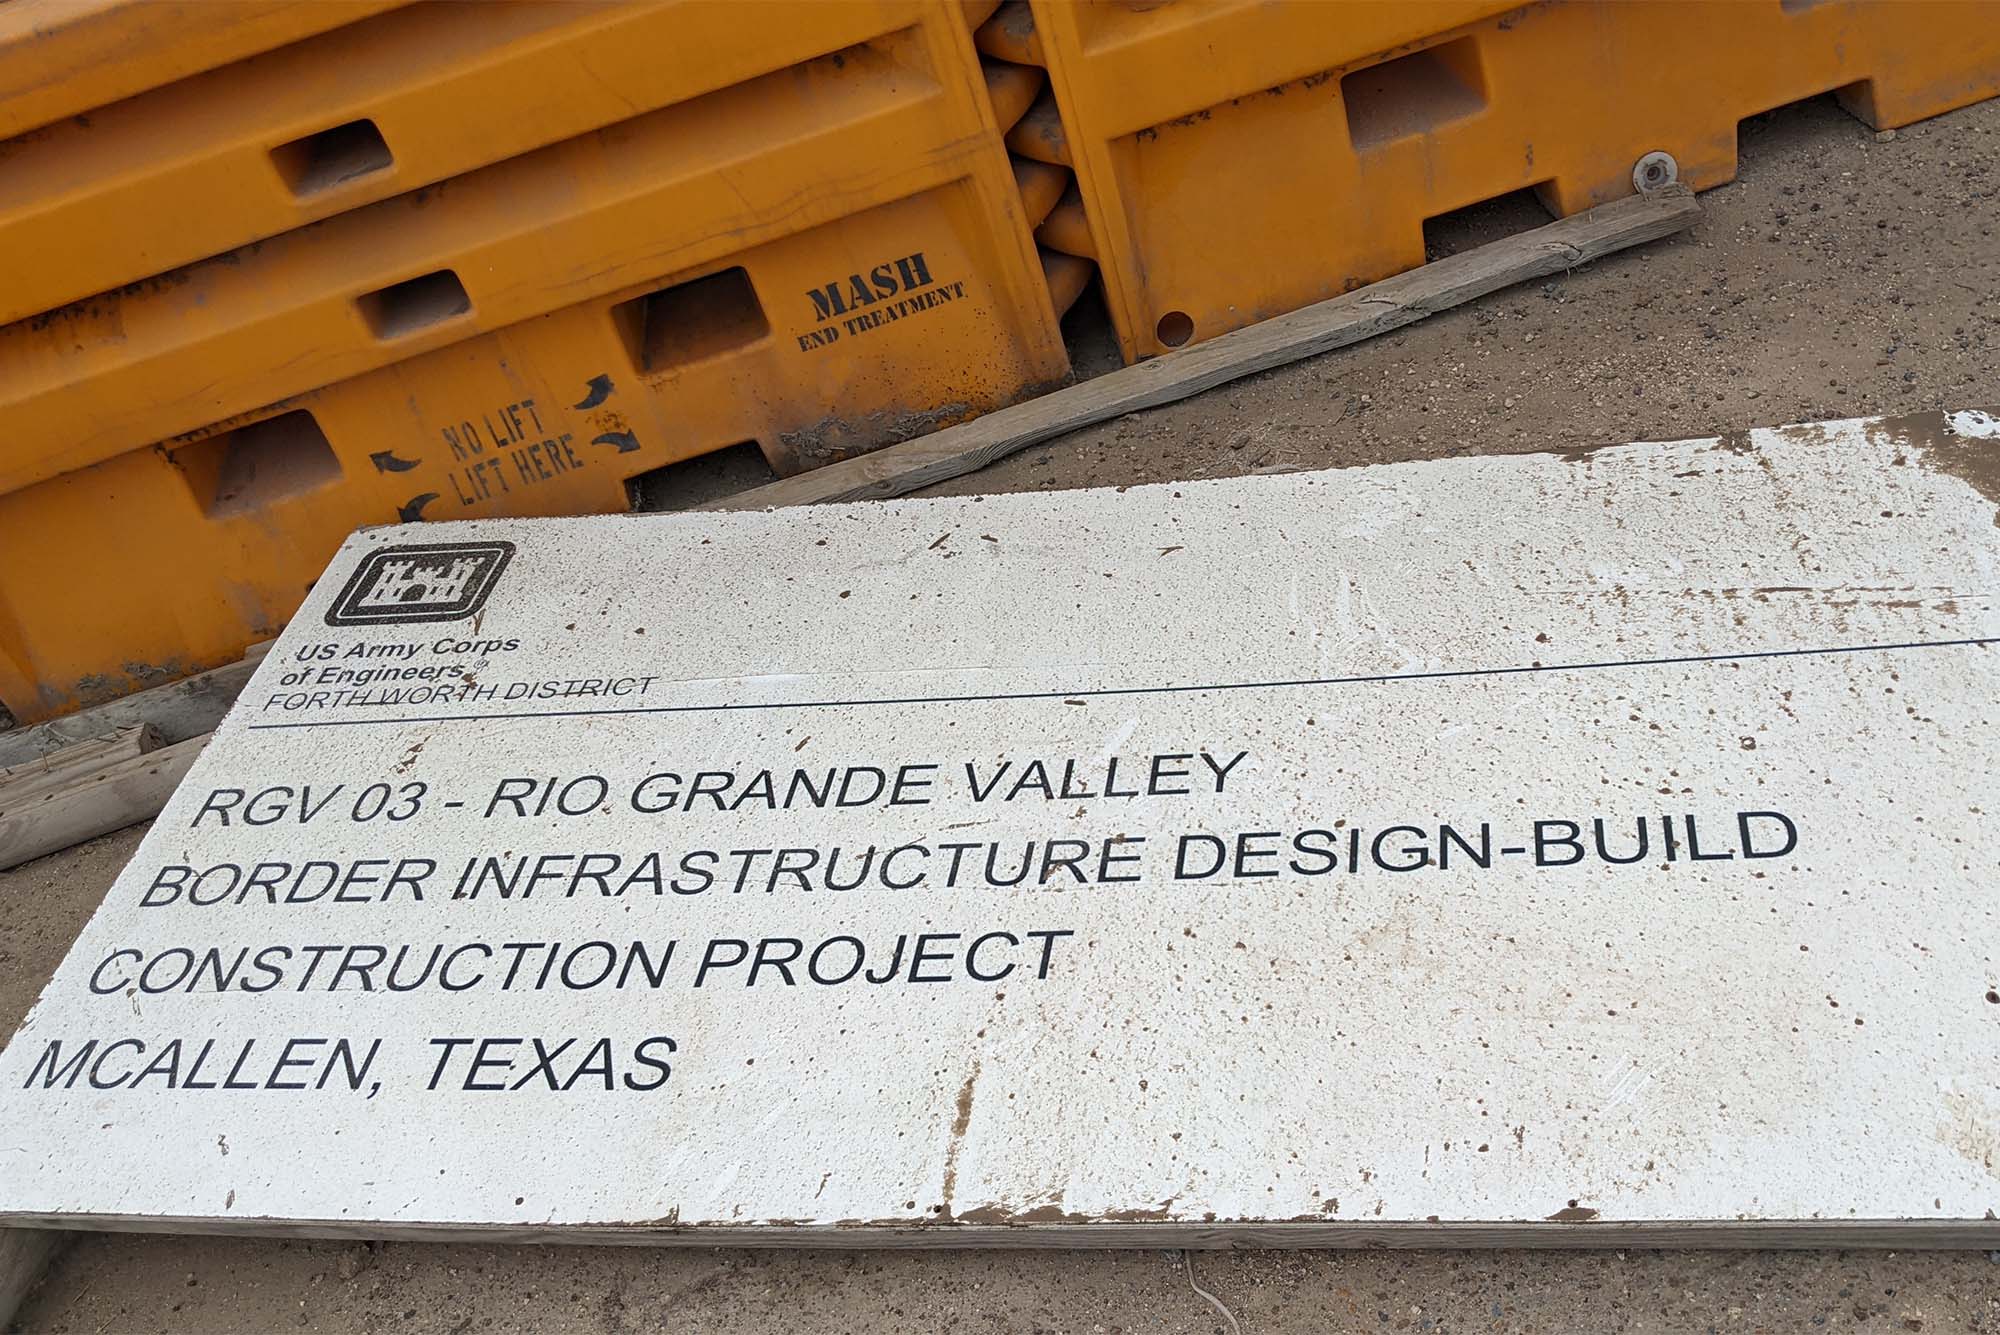 MASH
END TREATMENT
NO LIFT
LIFT HERE
US Army Corps
of Engineers®
FORTH WORTH DISTRICT
RGV 03 - RIO GRANDE VALLEY
BORDER INFRASTRUCTURE DESIGN-BUILD
CONSTRUCTION PROJECT
MCALLEN, TEXAS